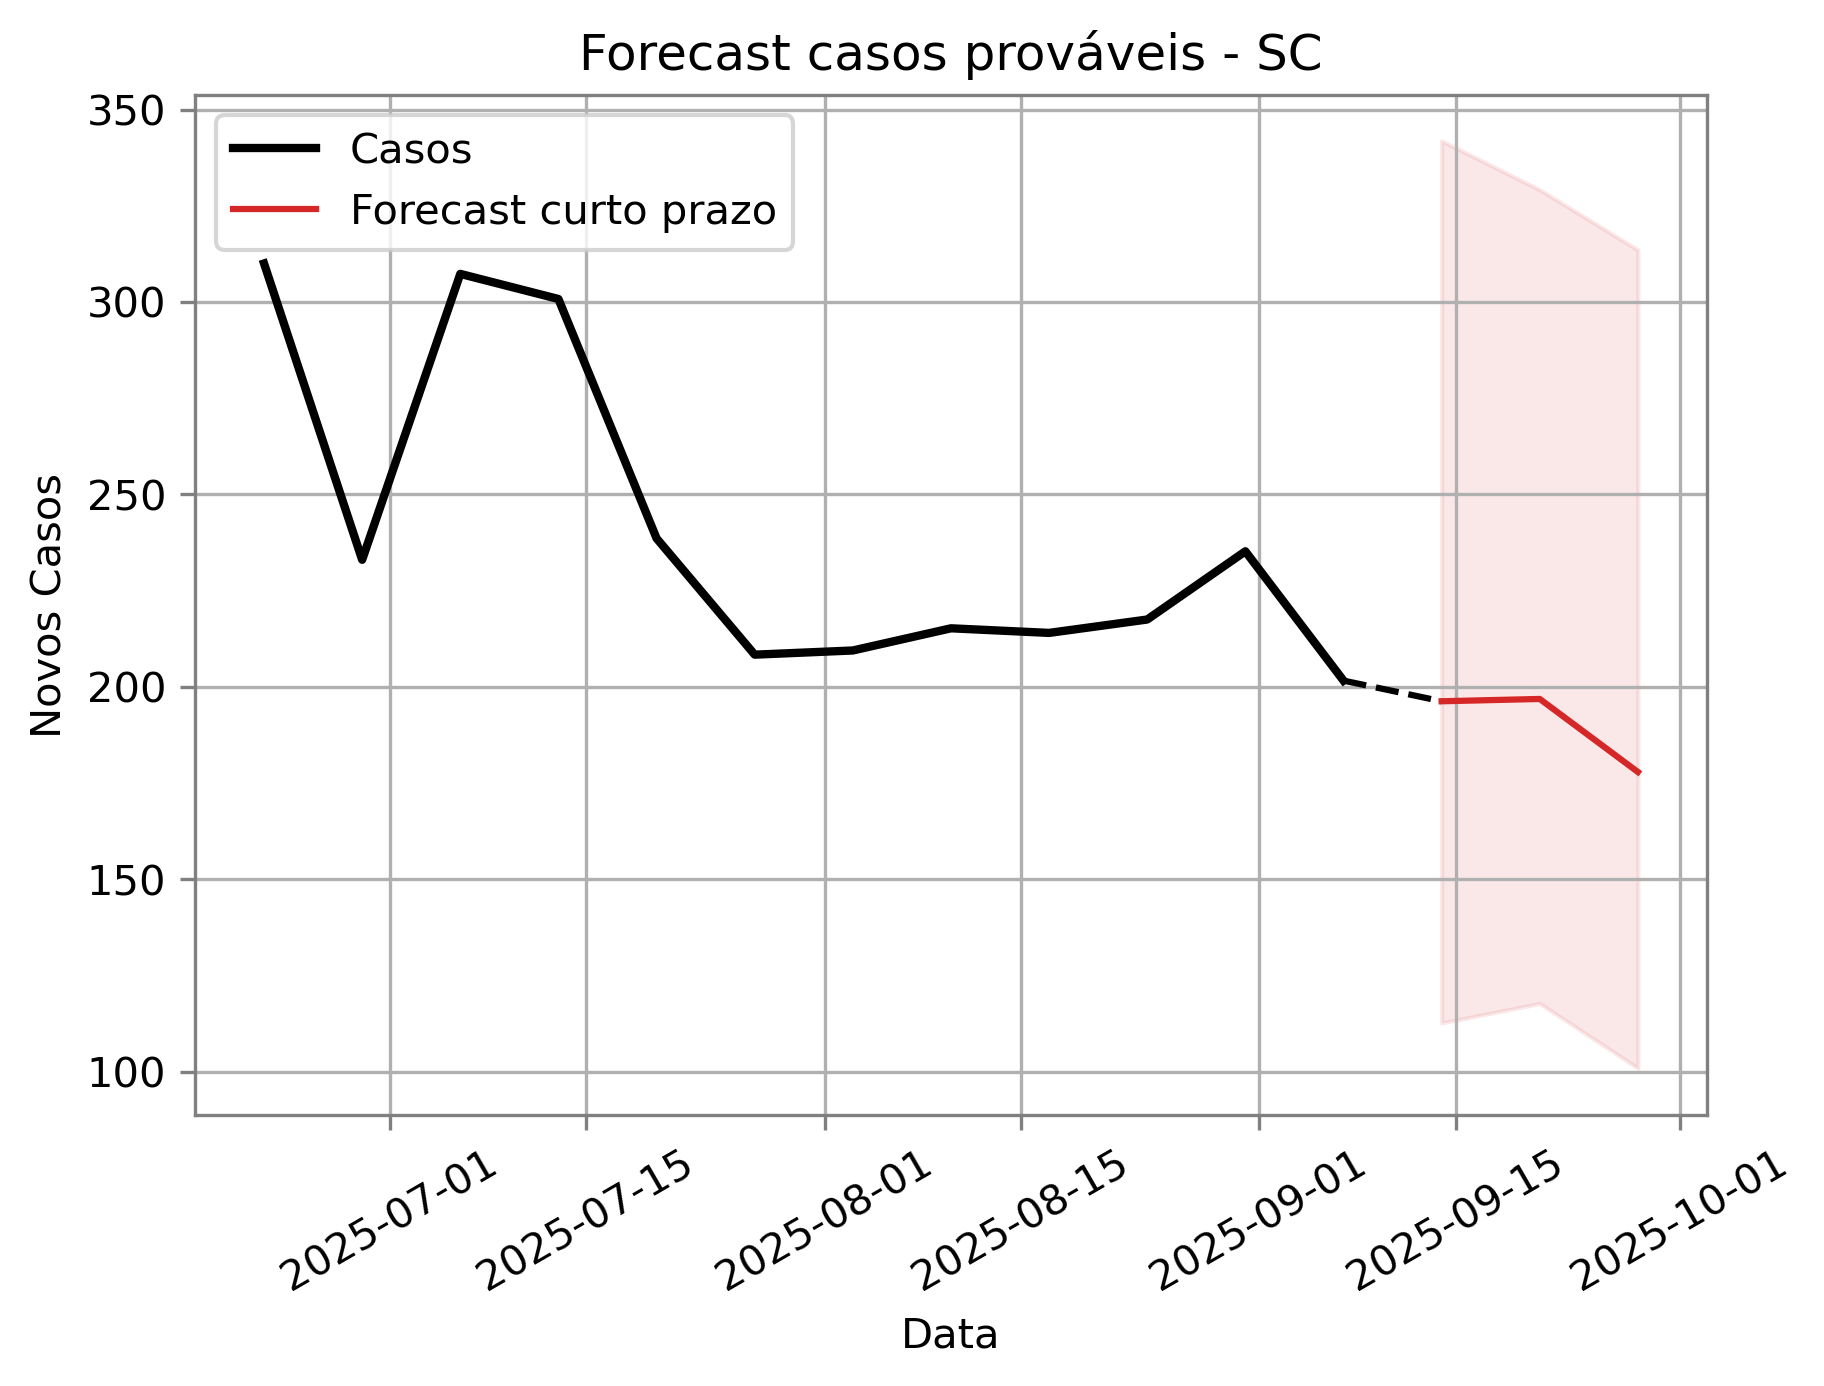 Forecast casos prováveis - SC
Casos
Forecast curto prazo
Novos Casos
350
300
250
200
150
100
2025-07-01
2025-07-15
2025-08-01
2025-08-15
2025-09-01
2025-09-15
2025-10-01
Data